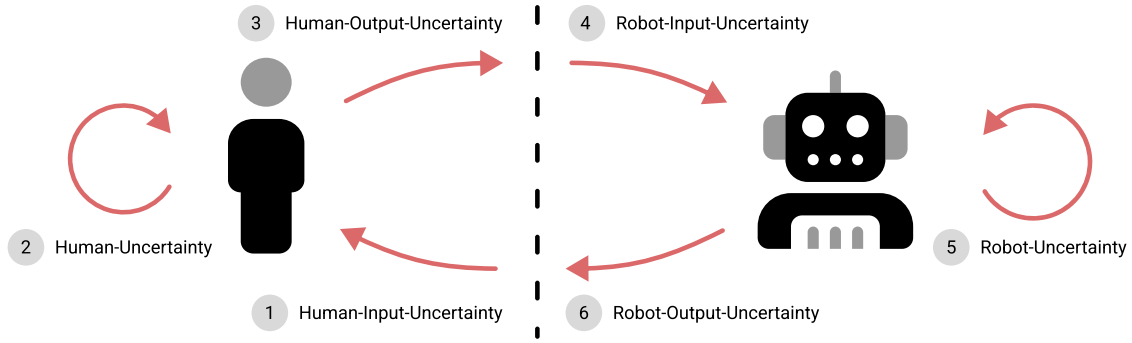 3 Human-Output-Uncertainty
4 Robot-Input-Uncertainty
2 Human-Uncertainty
5 Robot-Uncertainty
1 Human-Input-Uncertainty
6 Robot-Output-Uncertainty